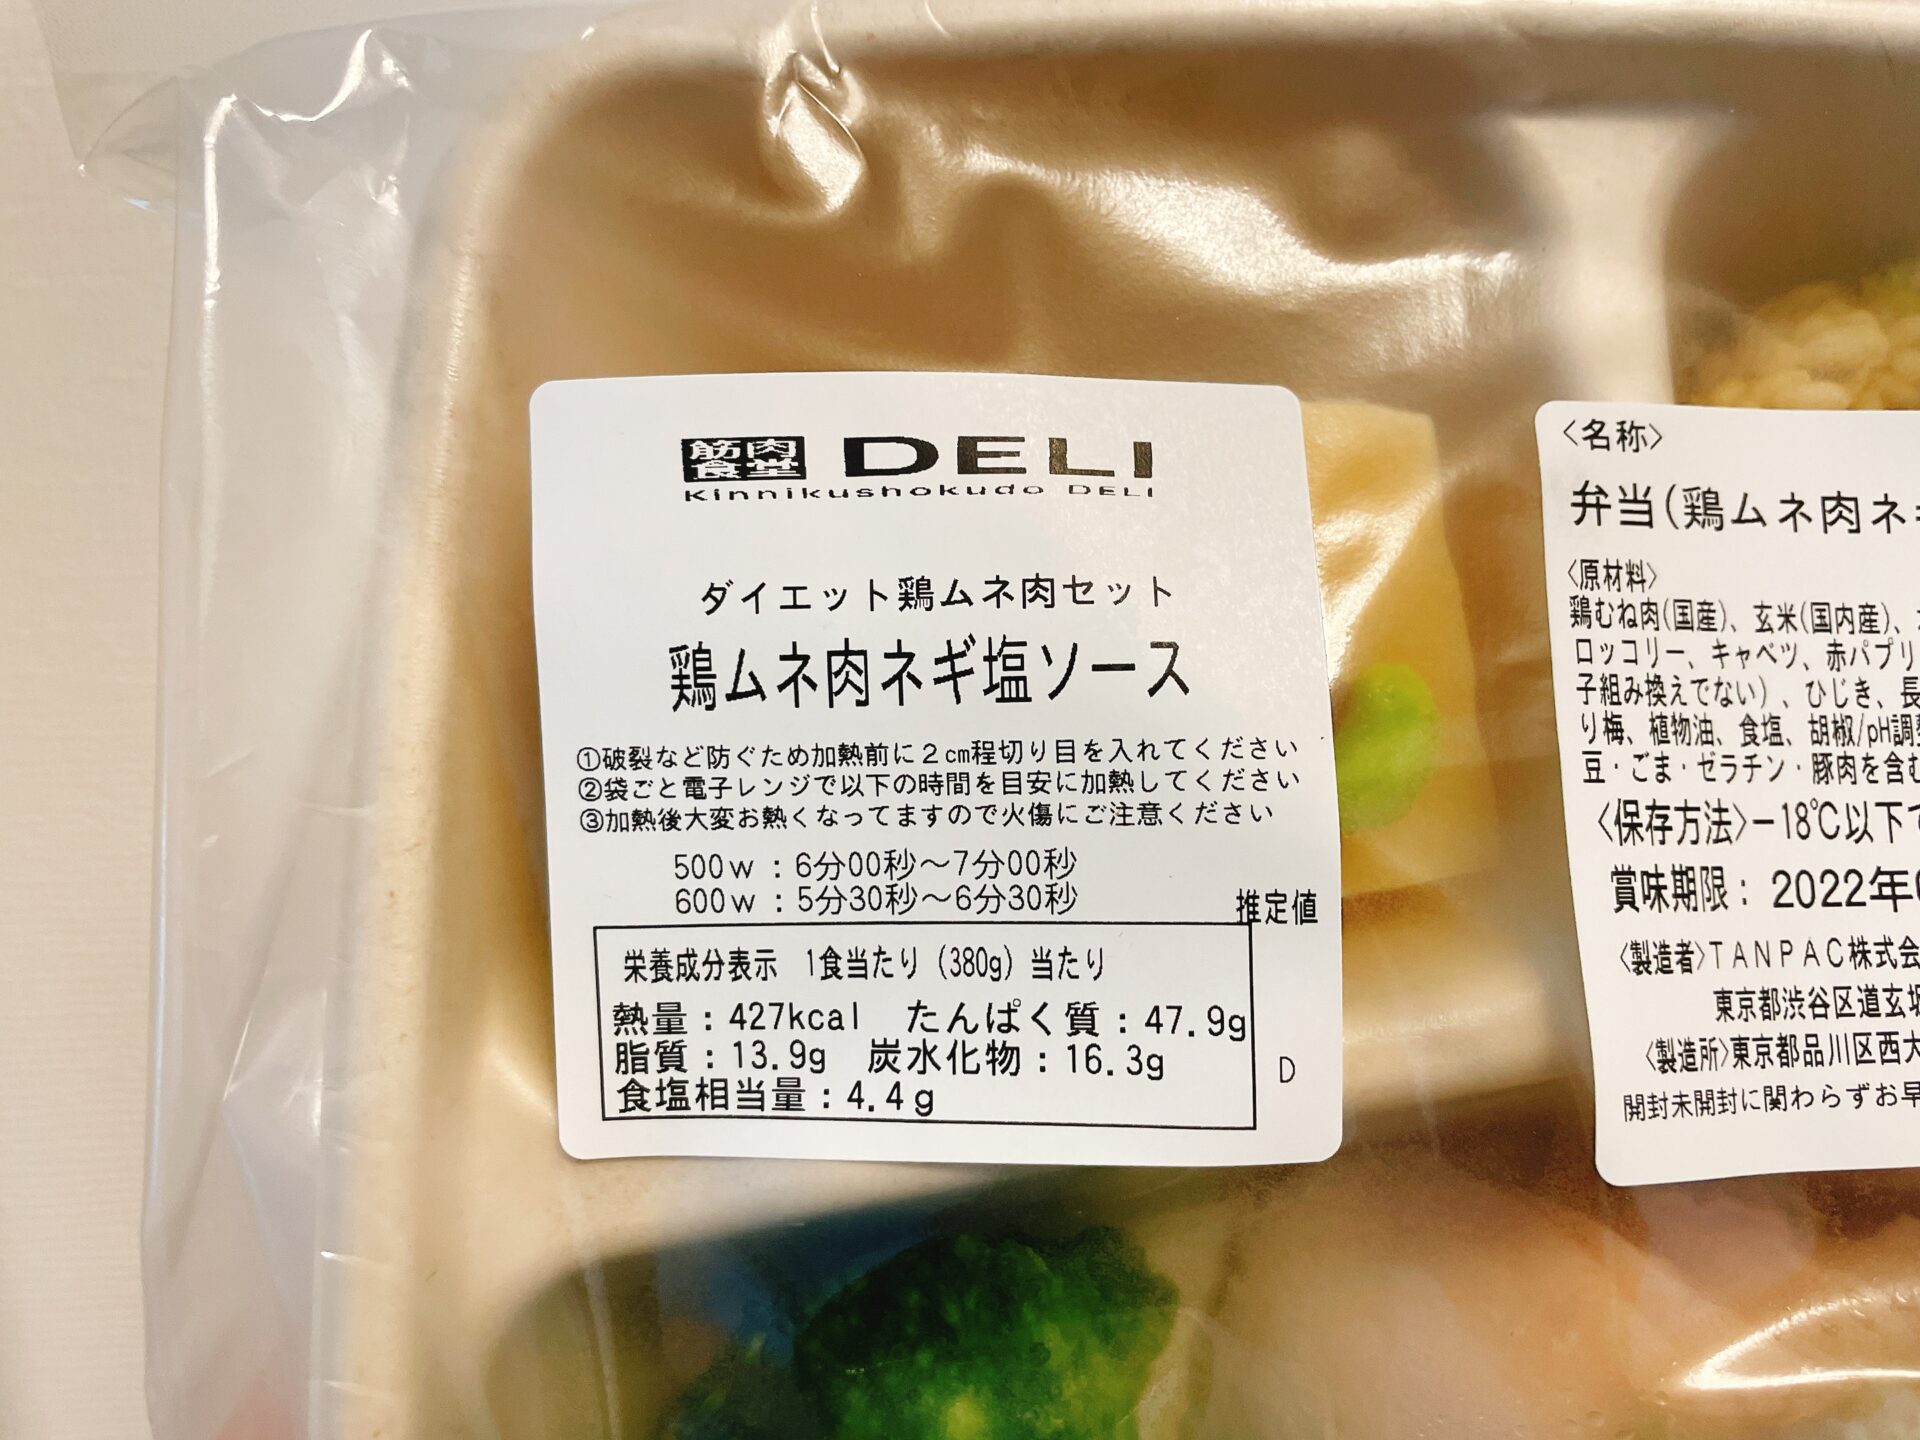 筋肉食堂 DELI
Kinnikushokudo DELI
ダイエット鶏ムネ肉セット
鶏ムネ肉ネギ塩ソース
①破裂など防ぐため加熱前に2cm程切り目を入れてください
②袋ごと電子レンジで以下の時間を目安に加熱してください
③加熱後大変お熱くなってますので火傷にご注意ください
500w：6分00秒～7分00秒
600w：5分30秒～6分30秒
推定値
栄養成分表示 1食当たり（380g）当たり
熱量：427kcal たんぱく質：47.9g
脂質：13.9g 炭水化物：16.3g
食塩相当量：4.4g
D
<名称>
弁当(鶏ムネ肉ネ
<原材料>
鶏むね肉(国産)、玄米(国内産)、
ロッコリー、キャベツ、赤パプリ
子組み換えでない）、ひじき、長
り梅、植物油、食塩、胡椒/pH調
豆・ごま・ゼラチン・豚肉を含む
<保存方法>－18℃以下で
賞味期限：2022年
<製造者>TANPAC株式会
東京都渋谷区道玄坂
<製造所>東京都品川区西大
開封未開封に関わらずお早